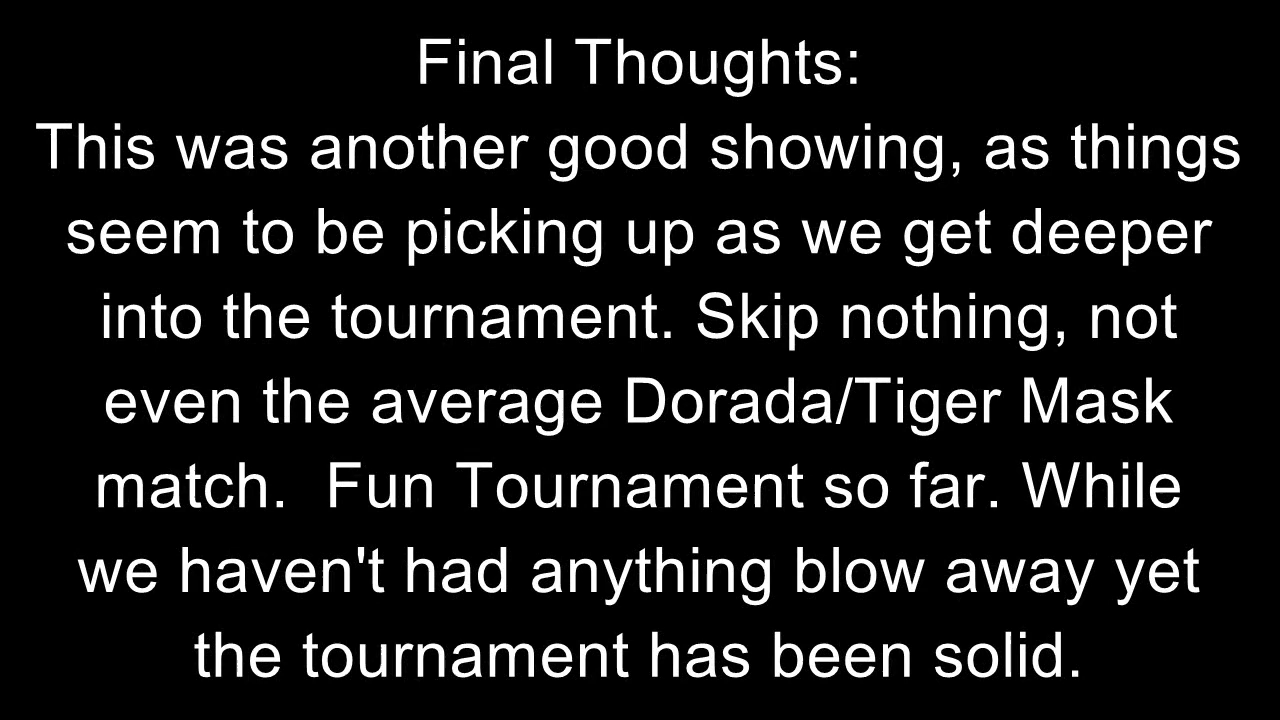 Final Thoughts:
This was another good showing, as things
seem to be picking up as we get deeper
into the tournament. Skip nothing, not
even the average Dorada/Tiger Mask
match.  Fun Tournament so far. While
we haven't had anything blow away yet
the tournament has been solid.